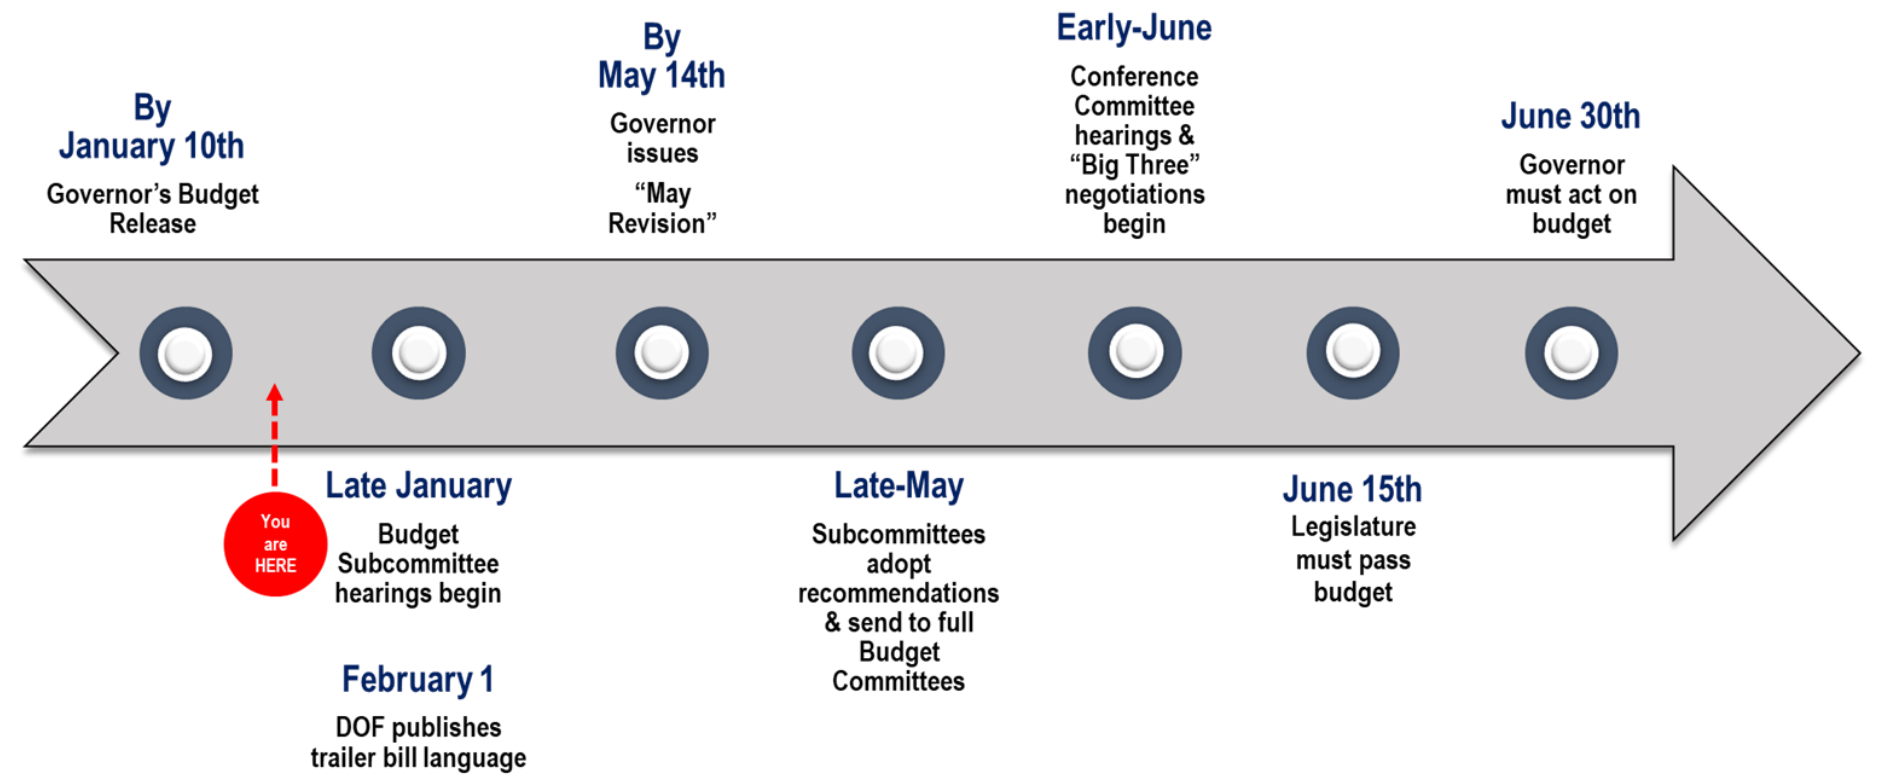 By
January 10th
Governor’s Budget
Release
By
May 14th
Governor
issues
“May
Revision”
Early-June
Conference
Committee
hearings &
“Big Three”
negotiations
begin
June 30th
Governor
must act on
budget
You
are
HERE
Late January
Budget
Subcommittee
hearings begin
February 1
DOF publishes
trailer bill language
Late-May
Subcommittees
adopt
recommendations
& send to full
Budget
Committees
June 15th
Legislature
must pass
budget